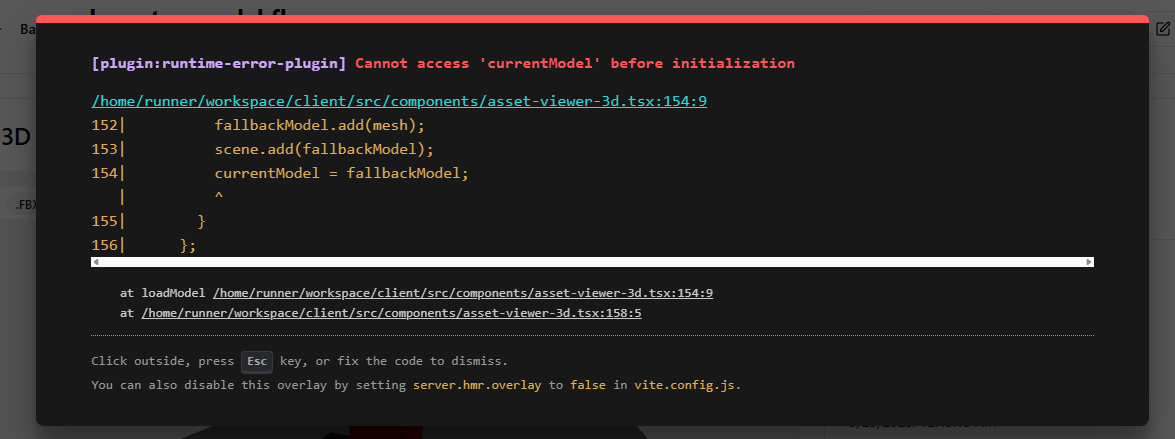 Ba
[plugin:runtime-error-plugin] Cannot access 'currentModel' before initialization
/home/runner/workspace/client/src/components/asset-viewer-3d.tsx:154:9
152|          fallbackModel.add(mesh);
153|          scene.add(fallbackModel);
3D
154|          currentModel = fallbackModel;
   |          ^
.FBX
155|        }
156|      };
at loadModel /home/runner/workspace/client/src/components/asset-viewer-3d.tsx:154:9
at /home/runner/workspace/client/src/components/asset-viewer-3d.tsx:158:5
Click outside, press Esc key, or fix the code to dismiss.
You can also disable this overlay by setting server.hmr.overlay to false in vite.config.js.